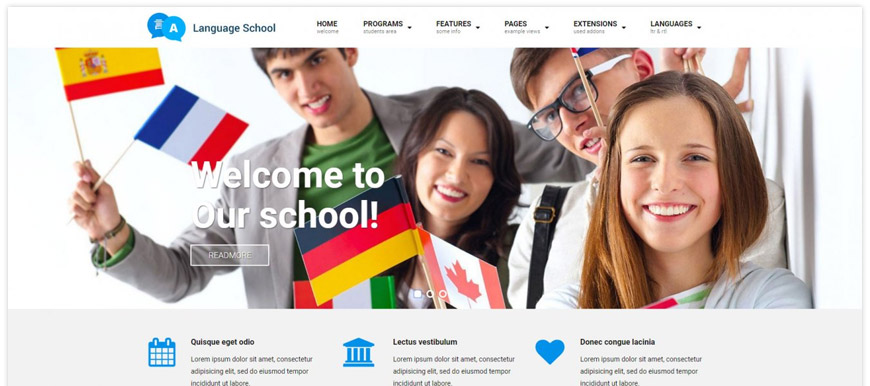 A
Language School
HOME PROGRAMS FEATURES PAGES EXTENSIONS LANGUAGES
welcome students area some info example views used addons ltr & rtl
Welcome to
Our school!
READMORE
Quisque eget odio
Lorem ipsum dolor sit amet, consectetur
adipisicing elit, sed do eiusmod tempor
incididunt ut labore.
Lectus vestibulum
Lorem ipsum dolor sit amet, consectetur
adipisicing elit, sed do eiusmod tempor
incididunt ut labore.
Donec congue lacinia
Lorem ipsum dolor sit amet, consectetur
adipisicing elit, sed do eiusmod tempor
incididunt ut labore.